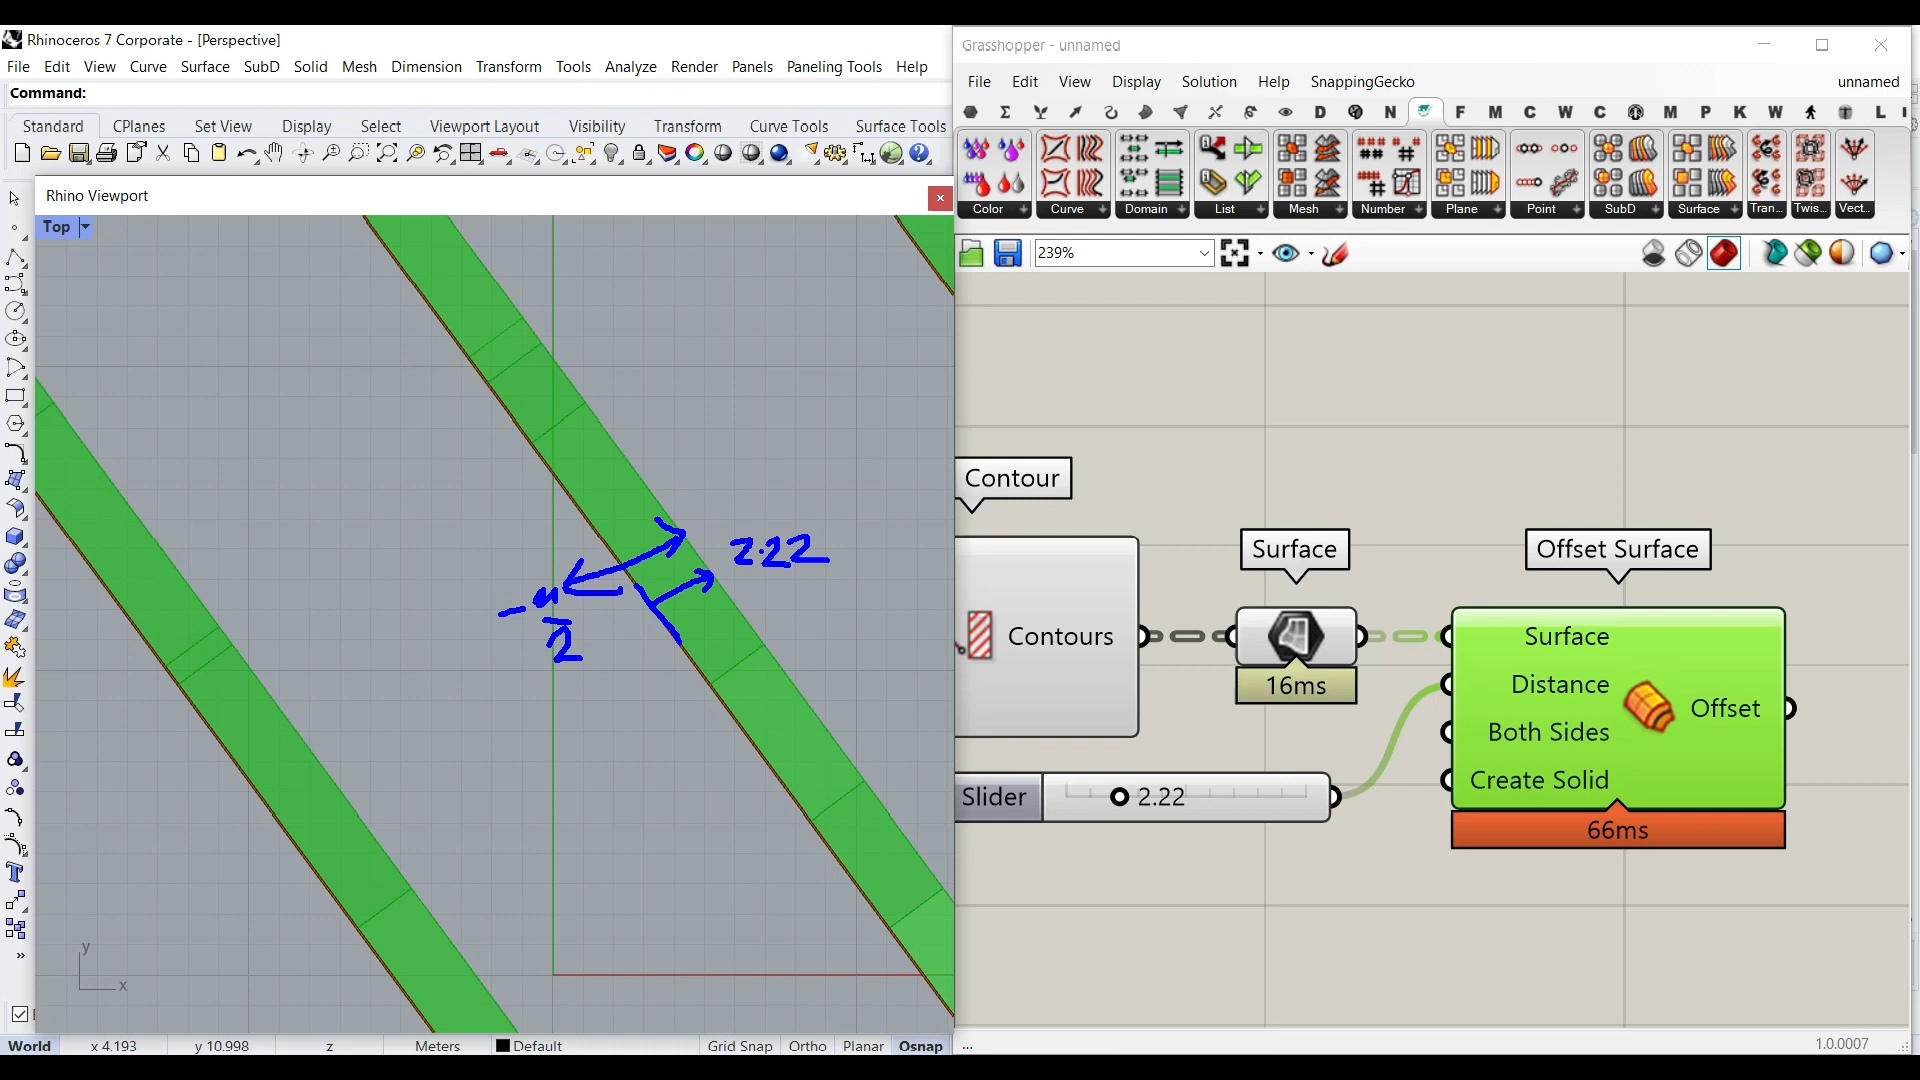 Rhinoceros 7 Corporate - [Perspective]
File Edit View Curve Surface SubD Solid Mesh Dimension Transform Tools Analyze Render Panels Paneling Tools Help
Command:
Standard CPlanes Set View Display Select Viewport Layout Visibility Transform Curve Tools Surface Tools
Rhino Viewport
Top
2.22
2
y
x
World x 4.193 y 10.998 z Meters Default Grid Snap Ortho Planar Osnap
Grasshopper - unnamed
File Edit View Display Solution Help SnappingGecko unnamed
D N F M C W C M P K W L
Color Curve Domain List Mesh Number Plane Point SubD Surface Tran... Twis... Vect...
239%
Contour
Contours
Surface
16ms
Offset Surface
Surface
Distance
Both Sides
Create Solid
Offset
66ms
Slider 2.22
... 1.0.0007